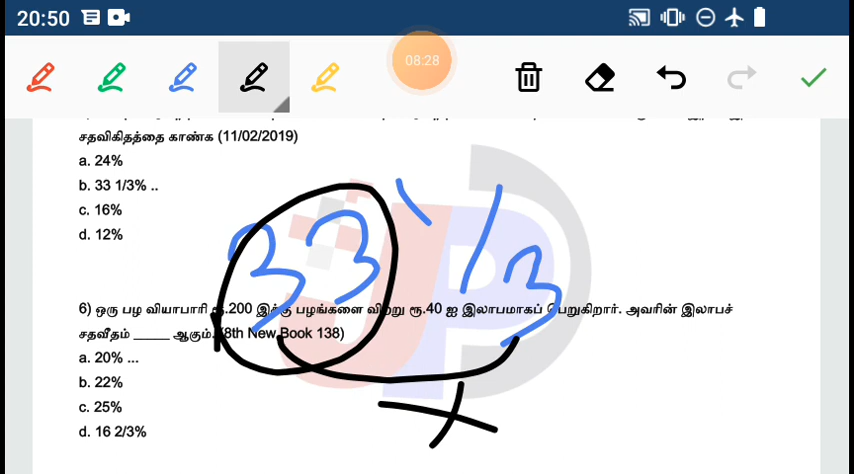 20:50
08:28
சதவிகிதத்தை காண்க (11/02/2019)
a. 24%
b. 33 1/3% ..
c. 16%
d. 12%
33 1/3
6) ஒரு பழ வியாபாரி ரூ.200 இக்கு பழங்களை விற்று ரூ.40 ஐ இலாபமாகப் பெறுகிறார். அவரின் இலாபச்
சதவீதம் _____ ஆகும். (8th New Book 138)
a. 20% ...
b. 22%
c. 25%
d. 16 2/3%